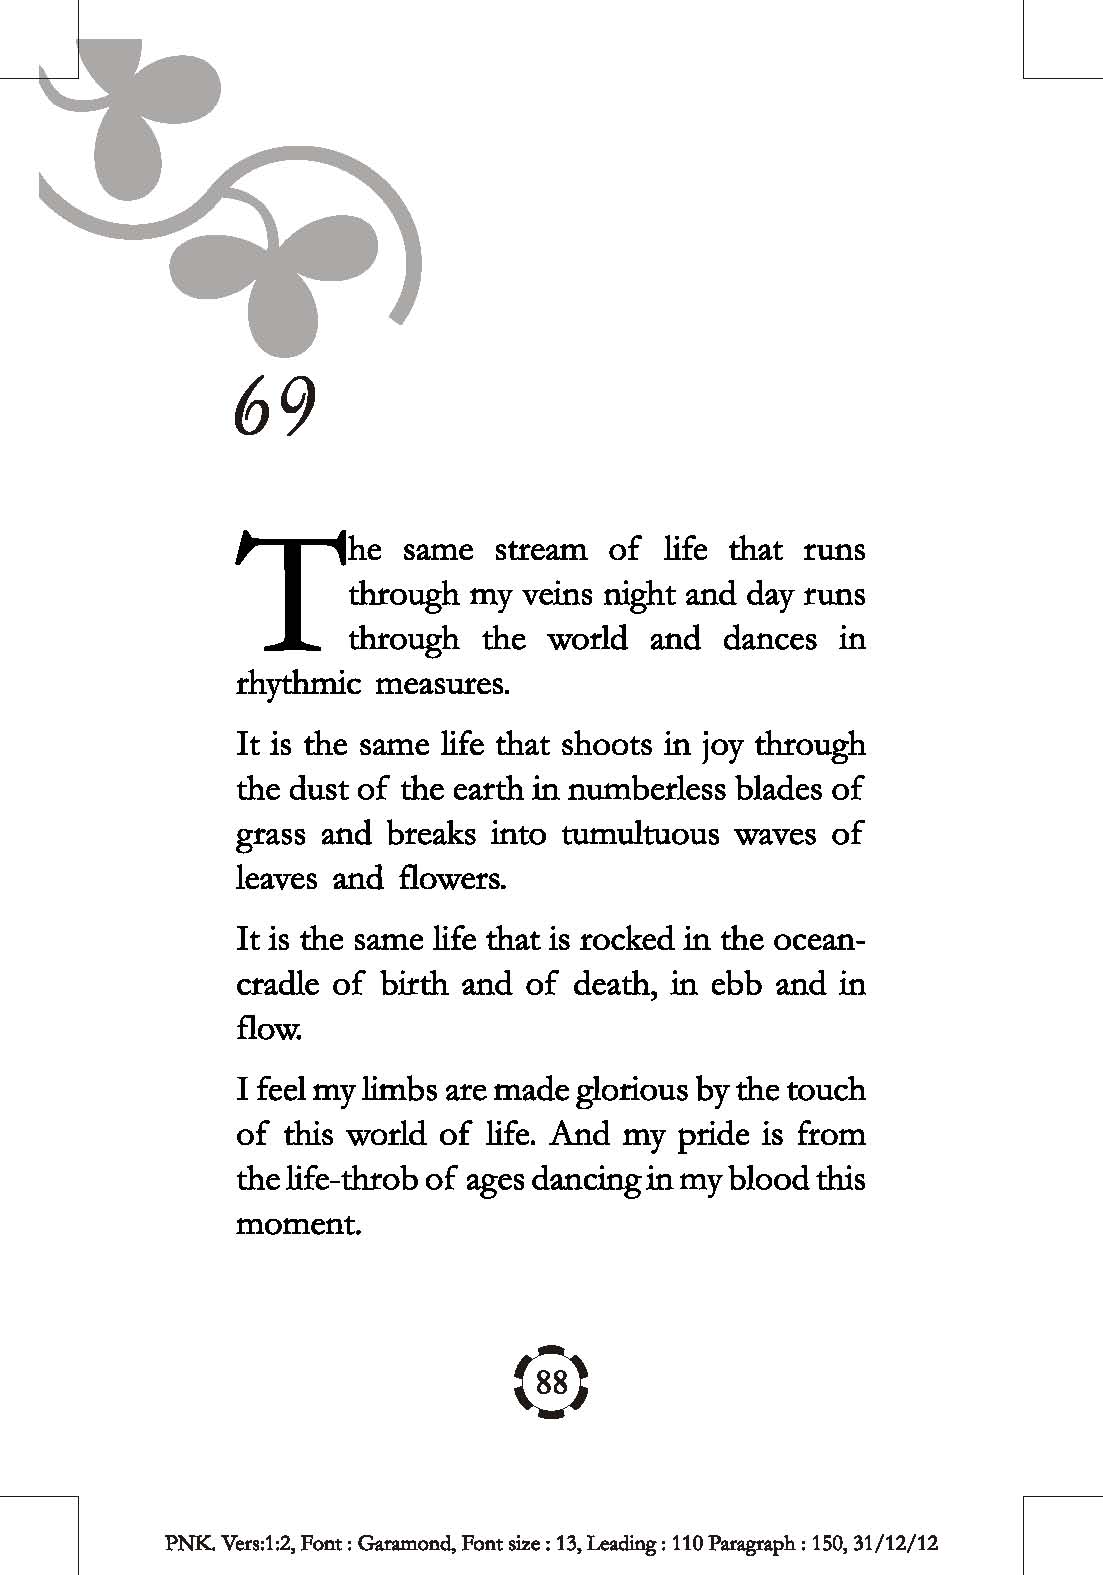 69
The same stream of life that runs
through my veins night and day runs
through the world and dances in
rhythmic measures.
It is the same life that shoots in joy through
the dust of the earth in numberless blades of
grass and breaks into tumultuous waves of
leaves and flowers.
It is the same life that is rocked in the ocean-
cradle of birth and of death, in ebb and in
flow.
I feel my limbs are made glorious by the touch
of this world of life. And my pride is from
the life-throb of ages dancing in my blood this
moment.
88
PNK. Vers:1:2, Font : Garamond, Font size : 13, Leading : 110 Paragraph : 150, 31/12/12